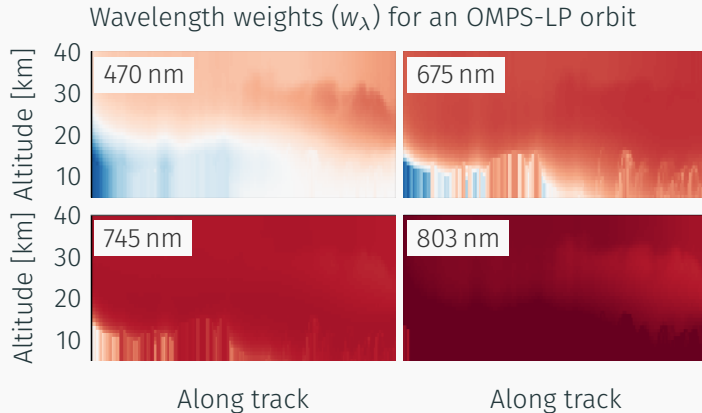 Wavelength weights (wλ) for an OMPS-LP orbit
Altitude [km]
40
30
20
10
470 nm
675 nm
Altitude [km]
40
30
20
10
745 nm
803 nm
Along track
Along track